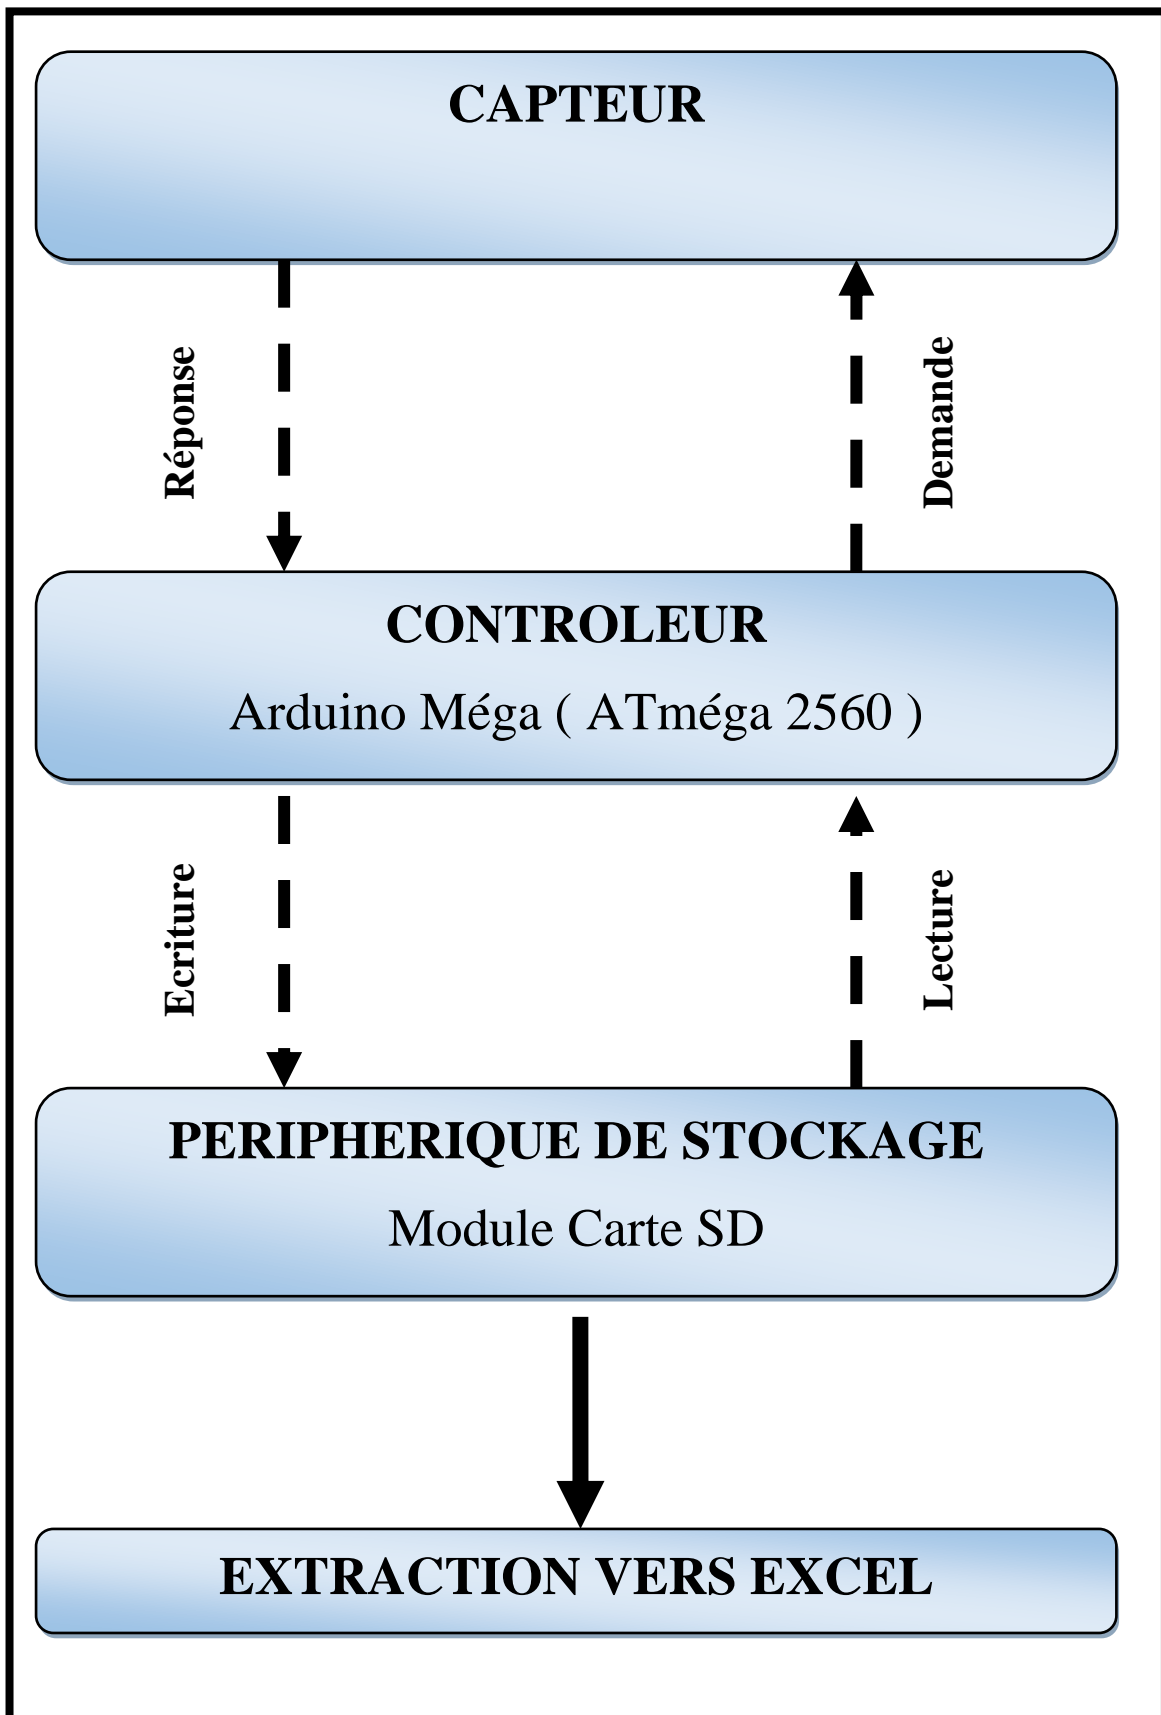 CAPTEUR
Réponse
Demande
CONTROLEUR
Arduino Méga ( ATméga 2560 )
Ecriture
Lecture
PERIPHERIQUE DE STOCKAGE
Module Carte SD
EXTRACTION VERS EXCEL